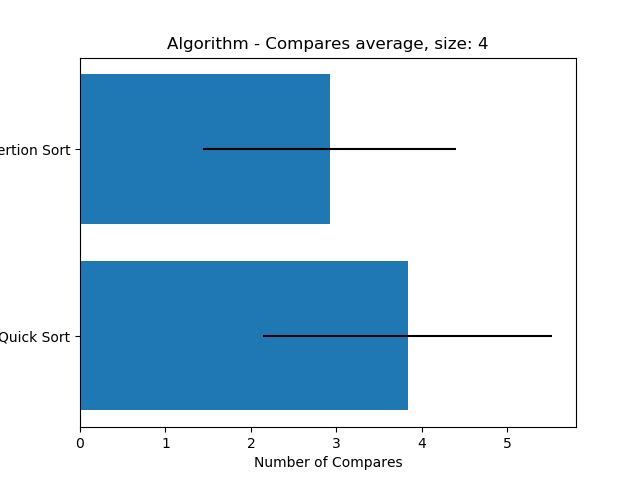 Algorithm - Compares average, size: 4
ertion Sort
Quick Sort
0 1 2 3 4 5
Number of Compares